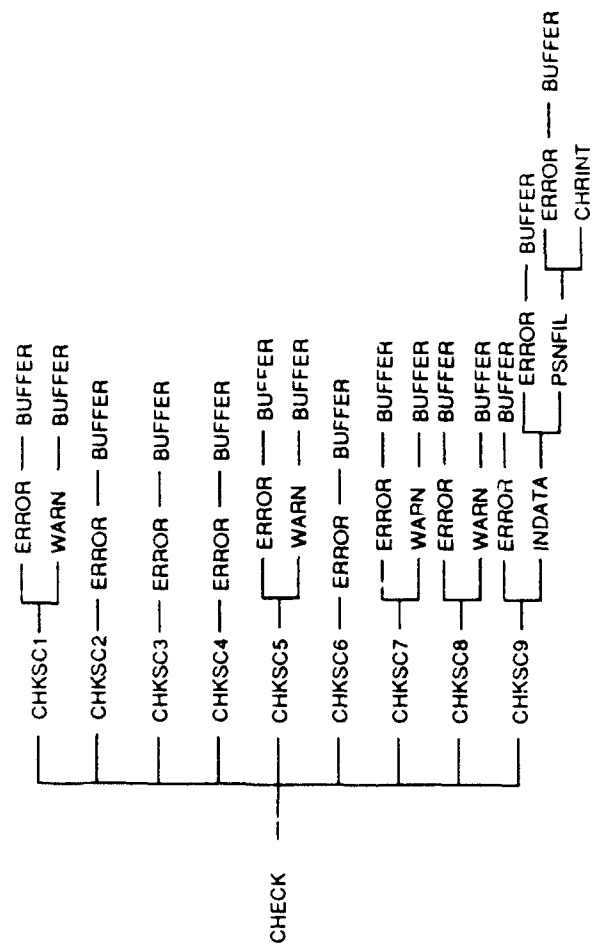 ERROR — BUFFER
CHKSC1
WARN — BUFFER
CHKSC2 — ERROR — BUFFER
CHKSC3 — ERROR — BUFFER
CHKSC4 — ERROR — BUFFER
ERROR — BUFFER
CHECK — CHKSC5
WARN — BUFFER
CHKSC6 — ERROR — BUFFER
ERROR — BUFFER
CHKSC7
WARN — BUFFER
ERROR — BUFFER
CHKSC8
WARN — BUFFER
ERROR — BUFFER
CHKSC9
ERROR — BUFFER
INDATA
ERROR — BUFFER
PSNFIL
CHRINT